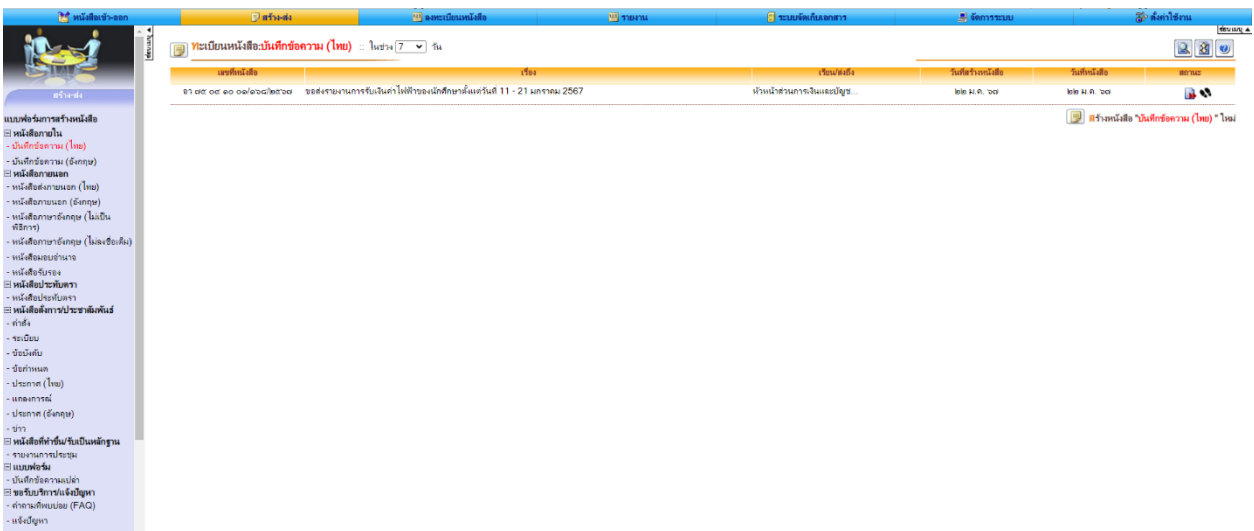 หนังสือเข้า-ออก
สร้าง-ส่ง
ลงทะเบียนหนังสือ
รายงาน
ระบบจัดเก็บเอกสาร
จัดการระบบ
ตั้งค่าใช้งาน
ซ่อนเมนู
ทะเบียนหนังสือ:บันทึกข้อความ (ไทย) :: ในช่วง 7 วัน
เลขที่หนังสือ เรื่อง เรียน/ส่งถึง วันที่สร้างหนังสือ วันที่หนังสือ สถานะ
ขอส่งรายงานการรับเงินค่าไฟฟ้าของนักศึกษาตั้งแต่วันที่ 11 - 21 มกราคม 2567 หัวหน้าส่วนการเงินและบัญช... ๒๒ ม.ค. ๖๗ ๒๒ ม.ค. ๖๗
สร้างหนังสือ "บันทึกข้อความ (ไทย) " ใหม่
สร้าง-ส่ง
แบบฟอร์มการสร้างหนังสือ
หนังสือภายใน
- บันทึกข้อความ (ไทย)
- บันทึกข้อความ (อังกฤษ)
หนังสือภายนอก
- หนังสือส่งภายนอก (ไทย)
- หนังสือภายนอก (อังกฤษ)
- หนังสือภาษาอังกฤษ (ไม่เป็น
พิธีการ)
- หนังสือภาษาอังกฤษ (ไม่ลงชื่อเต็ม)
- หนังสือมอบอำนาจ
- หนังสือรับรอง
หนังสือประทับตรา
- หนังสือประทับตรา
หนังสือสั่งการ/ประชาสัมพันธ์
- คำสั่ง
- ระเบียบ
- ข้อบังคับ
- ข้อกำหนด
- ประกาศ (ไทย)
- แถลงการณ์
- ประกาศ (อังกฤษ)
- ข่าว
หนังสือที่ทำขึ้น/รับเป็นหลักฐาน
- รายงานการประชุม
แบบฟอร์ม
- บันทึกข้อความเปล่า
ขอรับบริการ/แจ้งปัญหา
- คำถามที่พบบ่อย (FAQ)
- แจ้งปัญหา